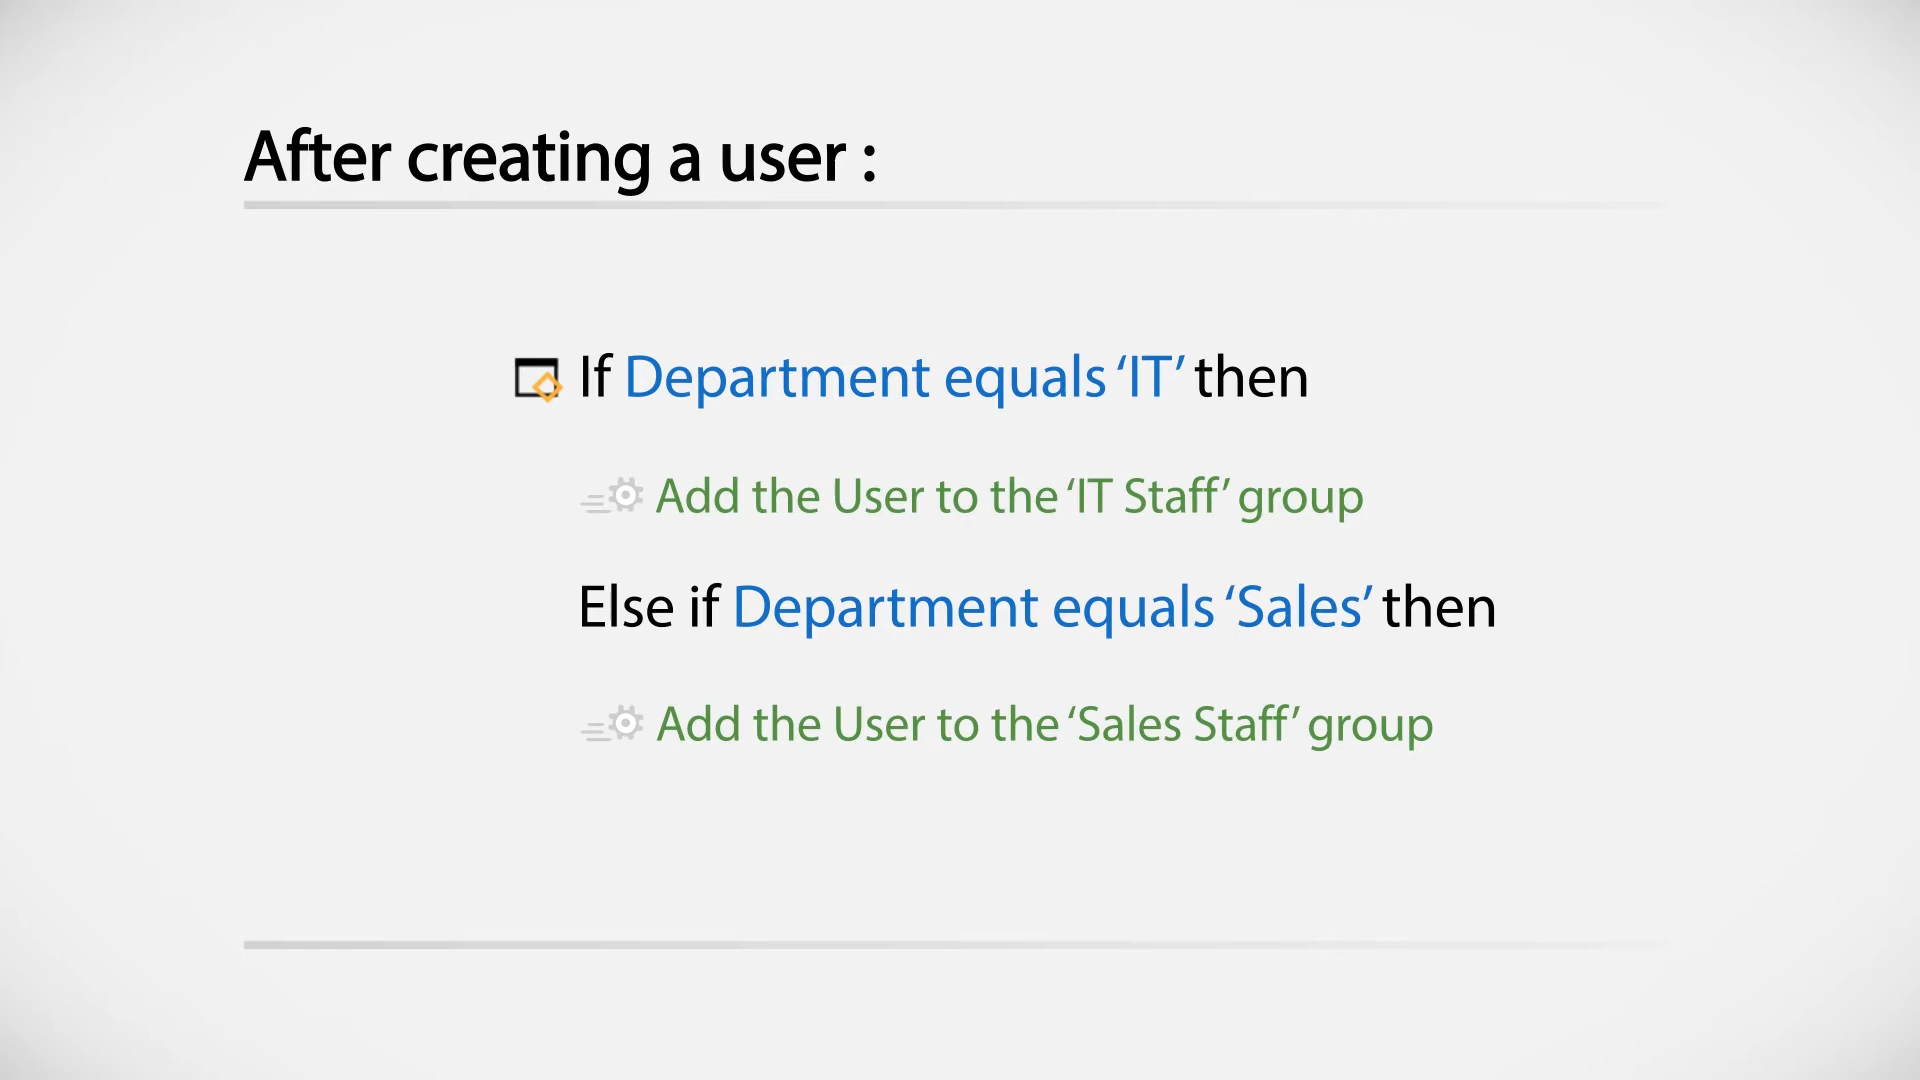 After creating a user :
If Department equals ‘IT’ then
Add the User to the ‘IT Staff’ group
Else if Department equals ‘Sales’ then
Add the User to the ‘Sales Staff’ group